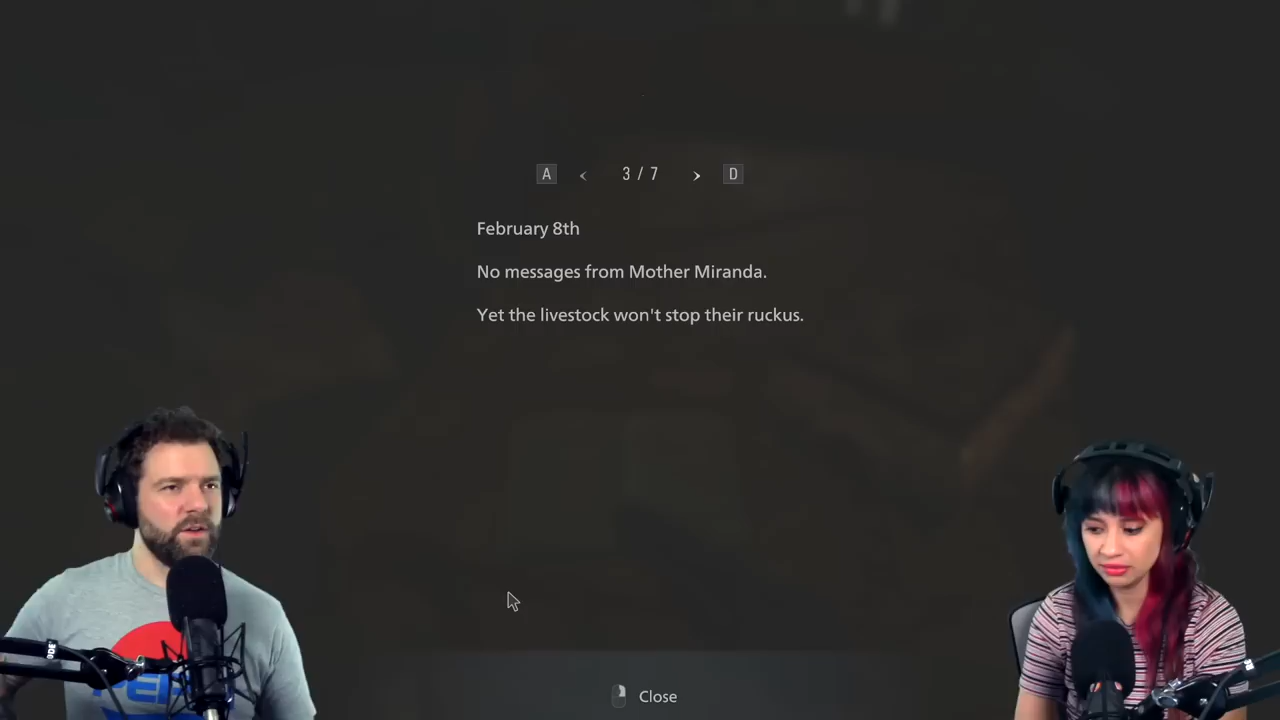 A < 3 / 7 > D
February 8th
No messages from Mother Miranda.
Yet the livestock won't stop their ruckus.
Close